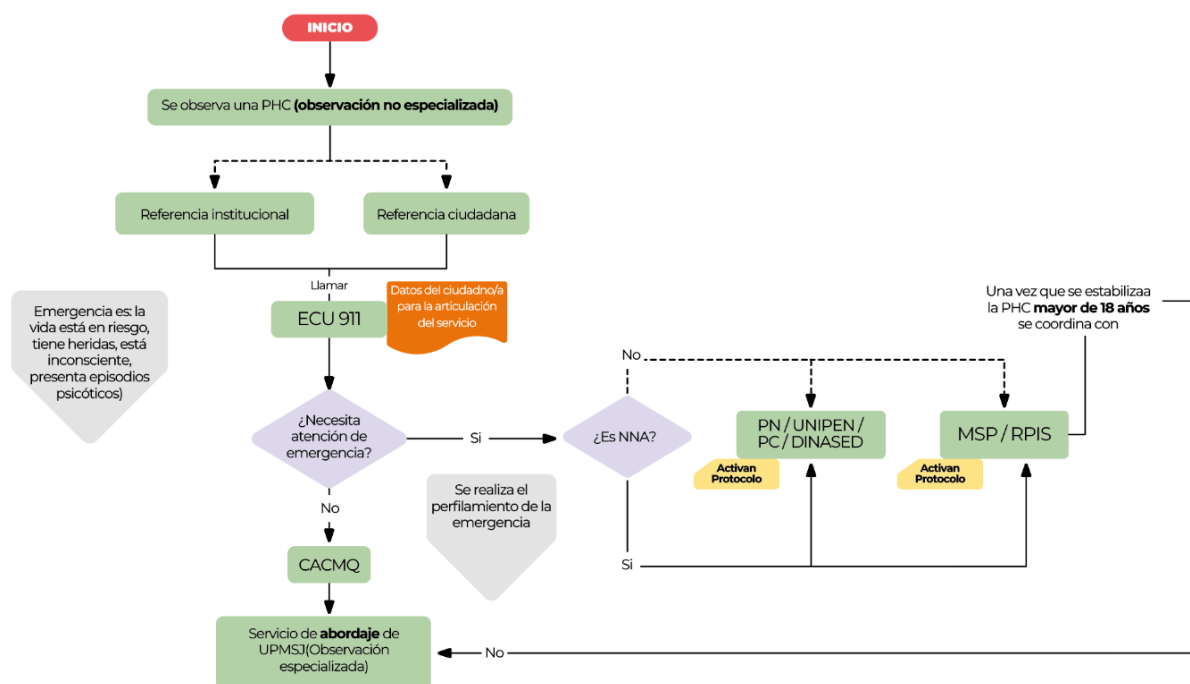 INICIO
Se observa una PHC (observación no especializada)
Referencia institucional
Referencia ciudadana
Llamar
ECU 911
Datos del ciudadno/a
para la articulación
del servicio
Emergencia es: la
vida está en riesgo,
tiene heridas, está
inconsciente,
presenta episodios
psicóticos)
¿Necesita
atención de
emergencia?
Si
¿Es NNA?
No
PN / UNIPEN /
PC / DINASED
Activan
Protocolo
MSP / RPIS
Activan
Protocolo
Una vez que se estabilizaa
la PHC mayor de 18 años
se coordina con
Se realiza el
perfilamiento de la
emergencia
Si
No
CACMQ
Servicio de abordaje de
UPMSJ(Observación
especializada)
No